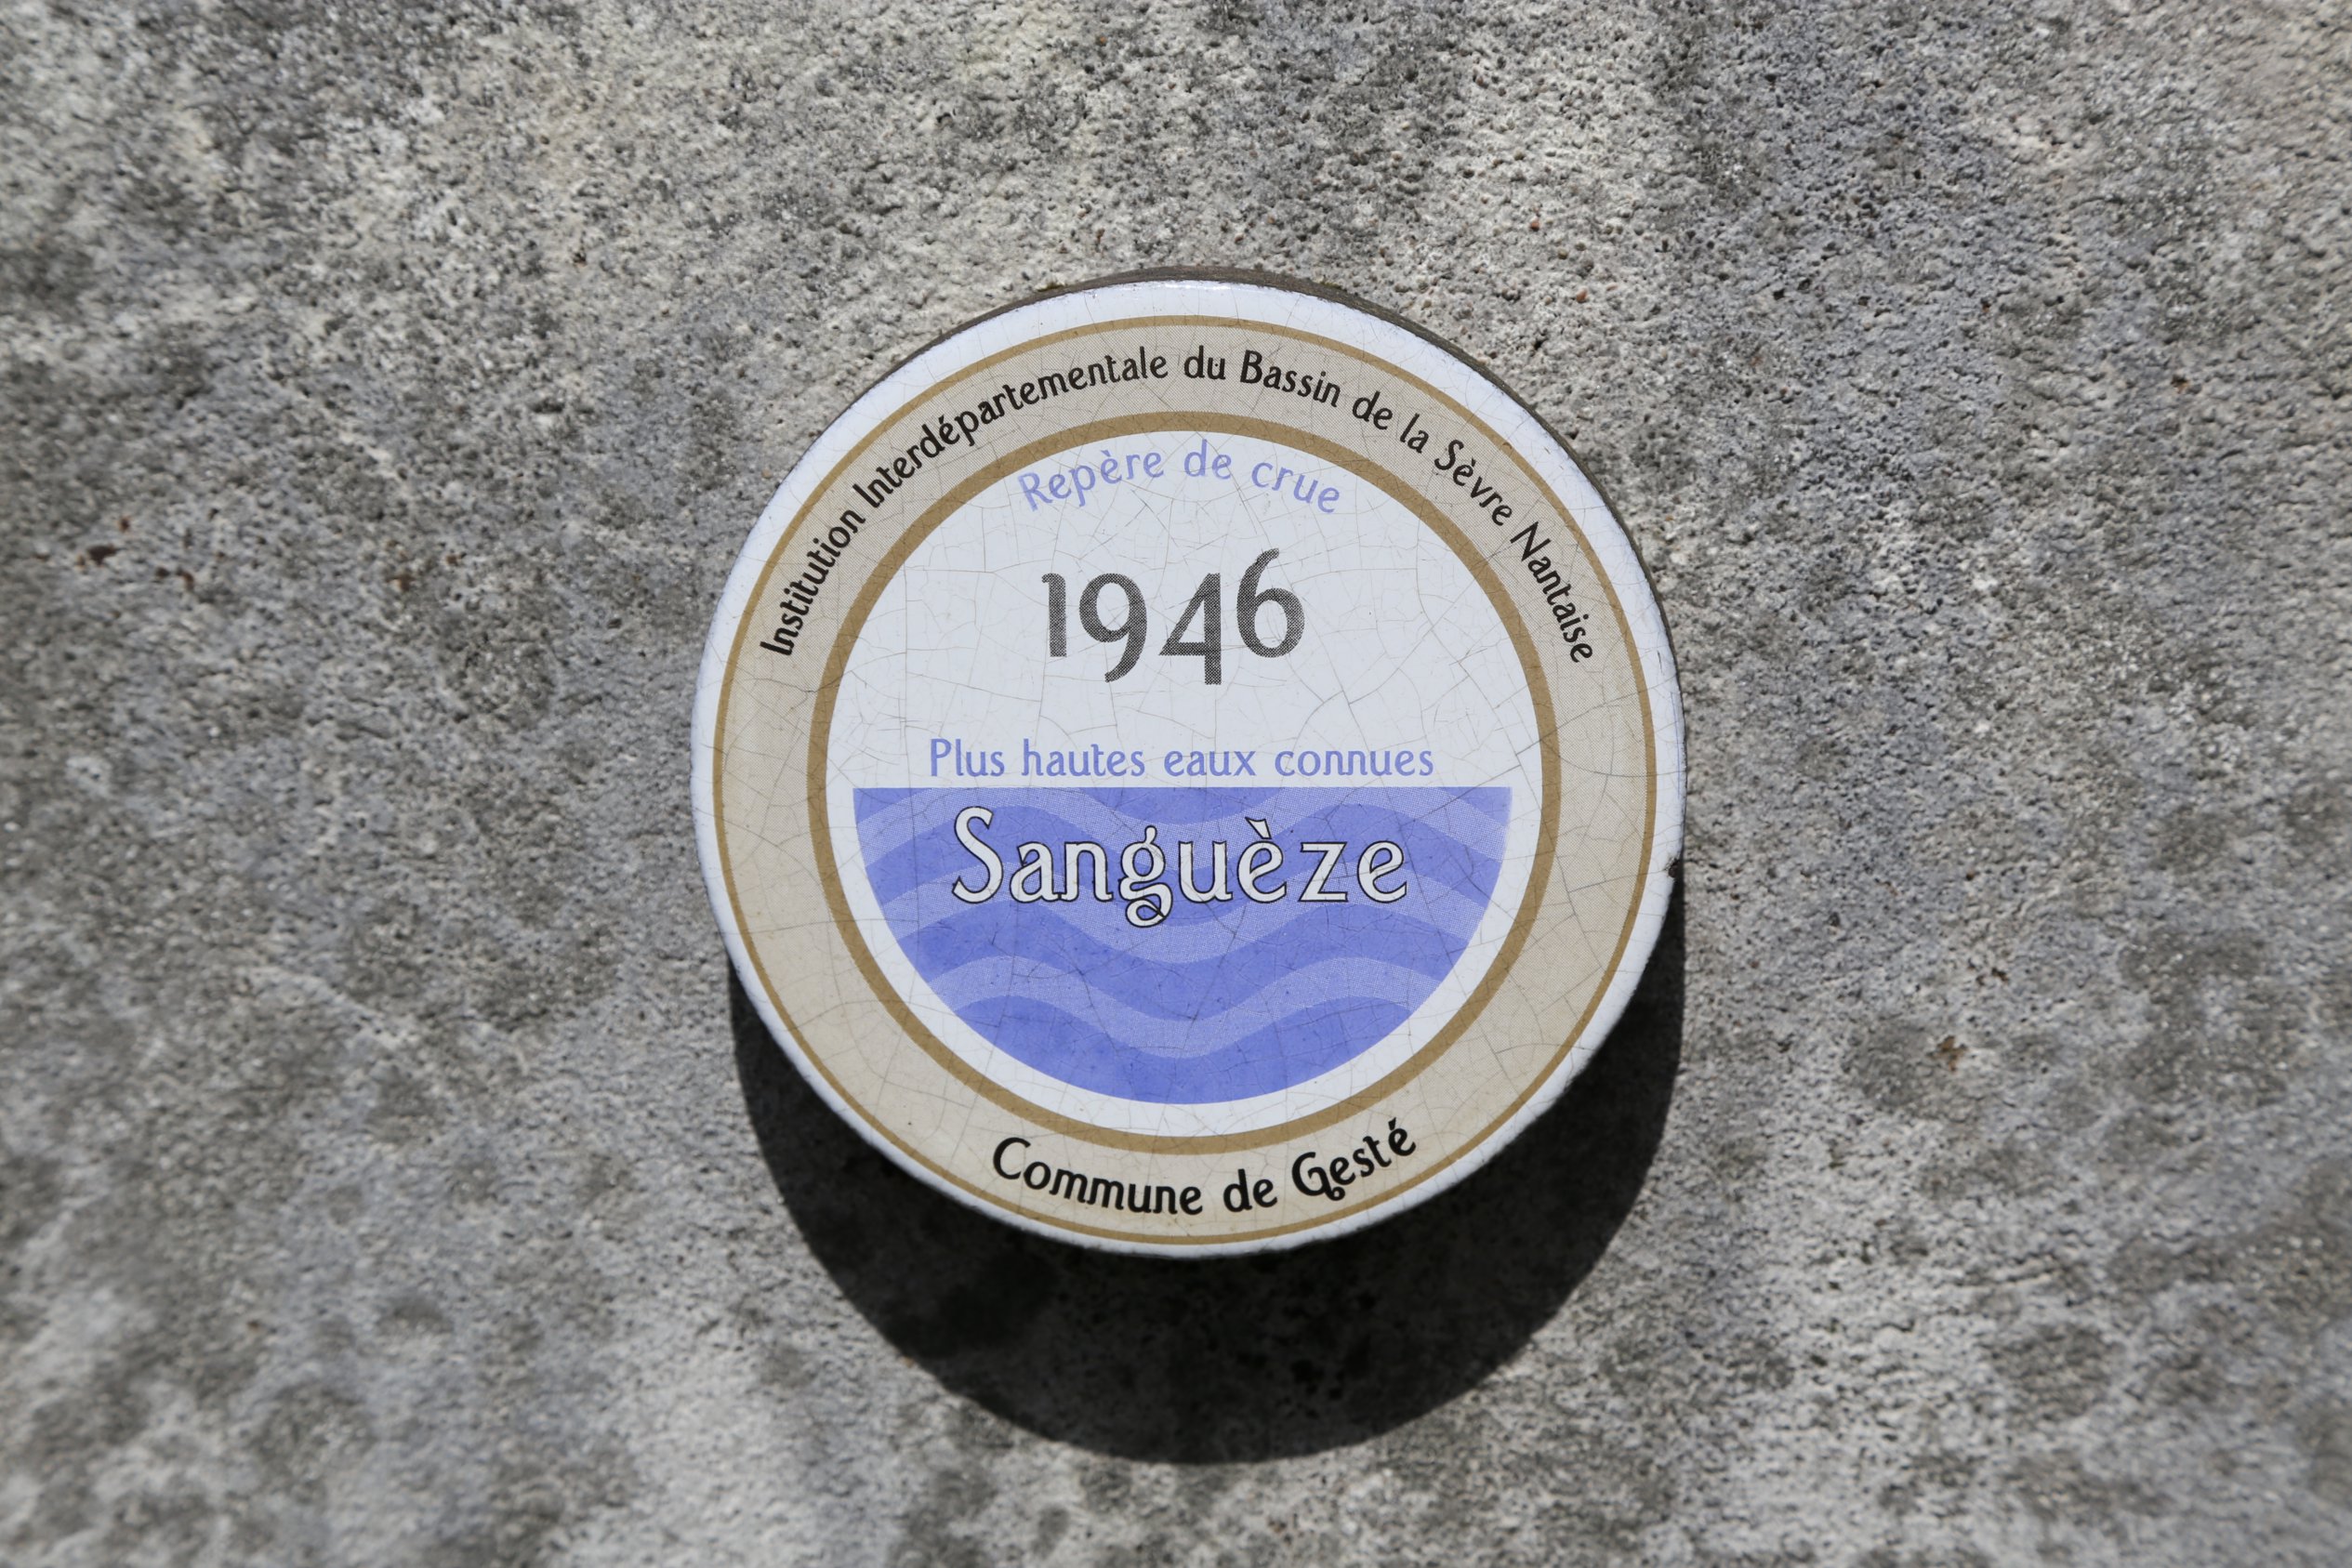 Institution Interdépartementale du Bassin de la Sèvre Nantaise
Repère de crue
1946
Plus hautes eaux connues
Sanguèze
Commune de Gesté